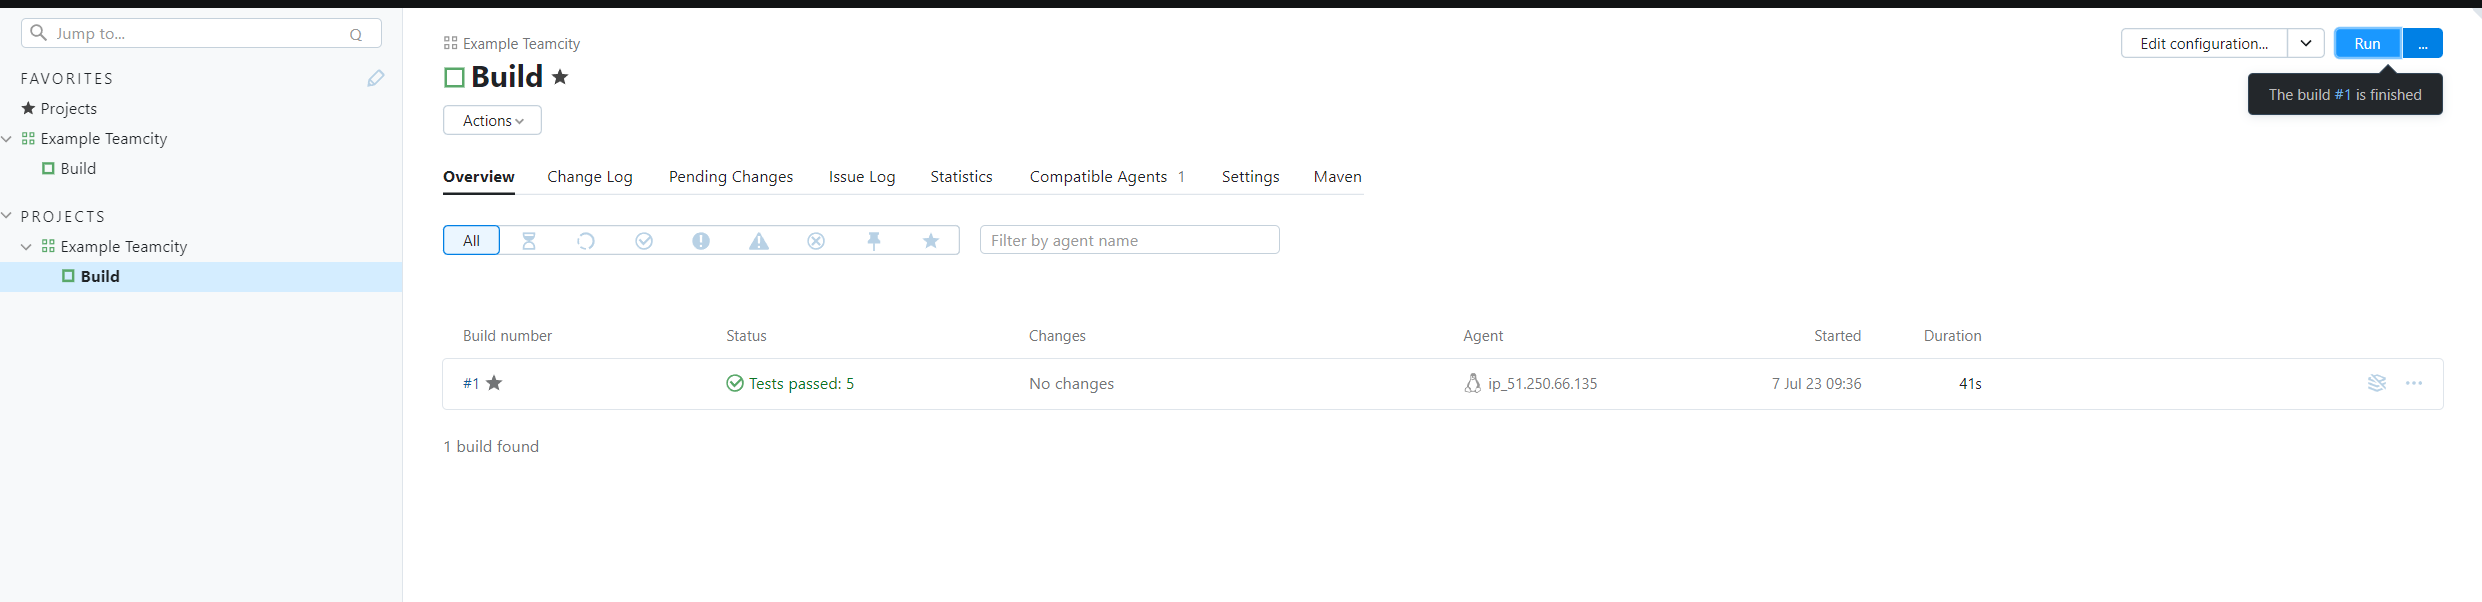 Jump to... Q
FAVORITES
Projects
Example Teamcity
Build
PROJECTS
Example Teamcity
Build
Example Teamcity
Build
Edit configuration... Run ...
The build #1 is finished
Actions
Overview Change Log Pending Changes Issue Log Statistics Compatible Agents 1 Settings Maven
All Filter by agent name
Build number Status Changes Agent Started Duration
#1 Tests passed: 5 No changes ip_51.250.66.135 7 Jul 23 09:36 41s
1 build found